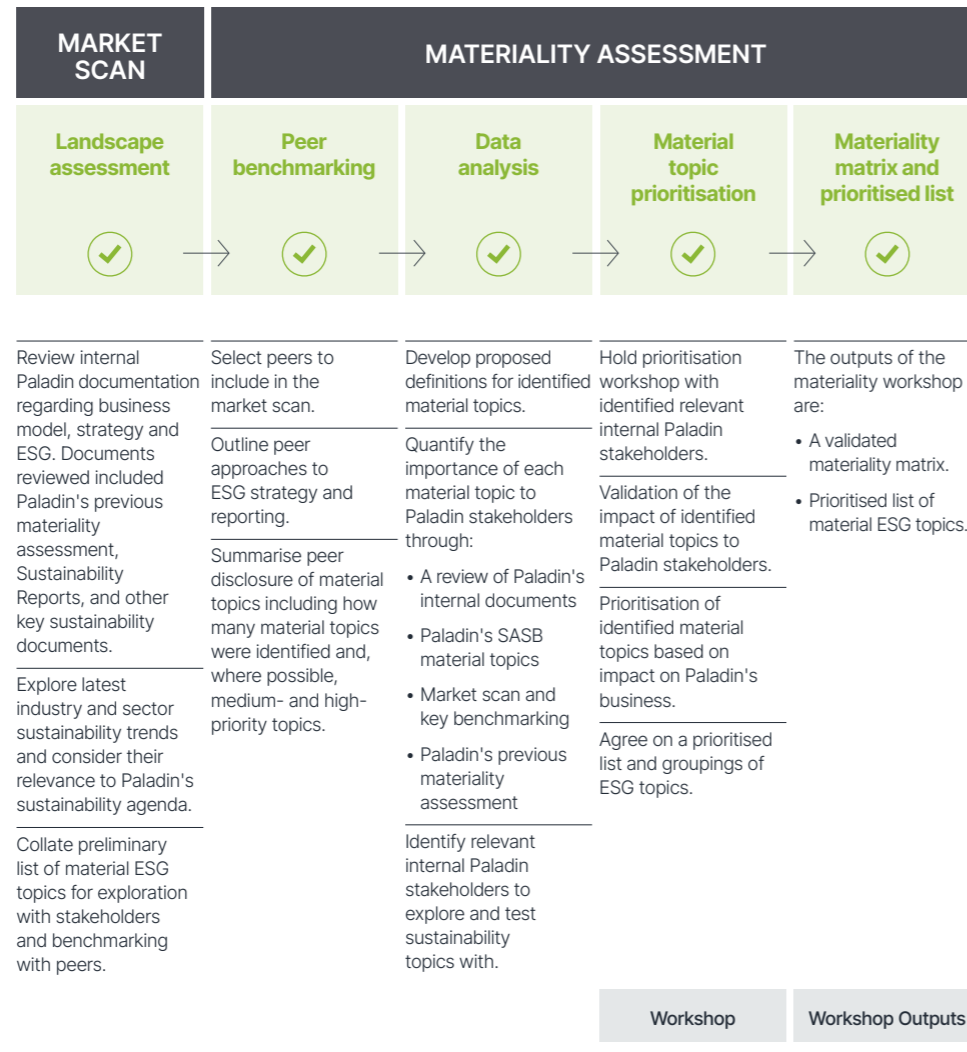 MARKET
SCAN
MATERIALITY ASSESSMENT
Landscape
assessment
Peer
benchmarking
Data
analysis
Material
topic
prioritisation
Materiality
matrix and
prioritised list
Review internal
Paladin documentation
regarding business
model, strategy and
ESG. Documents
reviewed included
Paladin's previous
materiality
assessment,
Sustainability
Reports, and other
key sustainability
documents.
Explore latest
industry and sector
sustainability trends
and consider their
relevance to Paladin's
sustainability agenda.
Collate preliminary
list of material ESG
topics for exploration
with stakeholders
and benchmarking
with peers.
Select peers to
include in the
market scan.
Outline peer
approaches to
ESG strategy and
reporting.
Summarise peer
disclosure of material
topics including how
many material topics
were identified and,
where possible,
medium- and high-
priority topics.
Develop proposed
definitions for identified
material topics.
Quantify the
importance of each
material topic to
Paladin stakeholders
through:
• A review of Paladin's
internal documents
• Paladin's SASB
material topics
• Market scan and
key benchmarking
• Paladin's previous
materiality
assessment
Identify relevant
internal Paladin
stakeholders to
explore and test
sustainability
topics with.
Hold prioritisation
workshop with
identified relevant
internal Paladin
stakeholders.
Validation of the
impact of identified
material topics to
Paladin stakeholders.
Prioritisation of
identified material
topics based on
impact on Paladin's
business.
Agree on a prioritised
list and groupings of
ESG topics.
The outputs of the
materiality workshop
are:
• A validated
materiality matrix.
• Prioritised list of
material ESG topics.
Workshop
Workshop Outputs